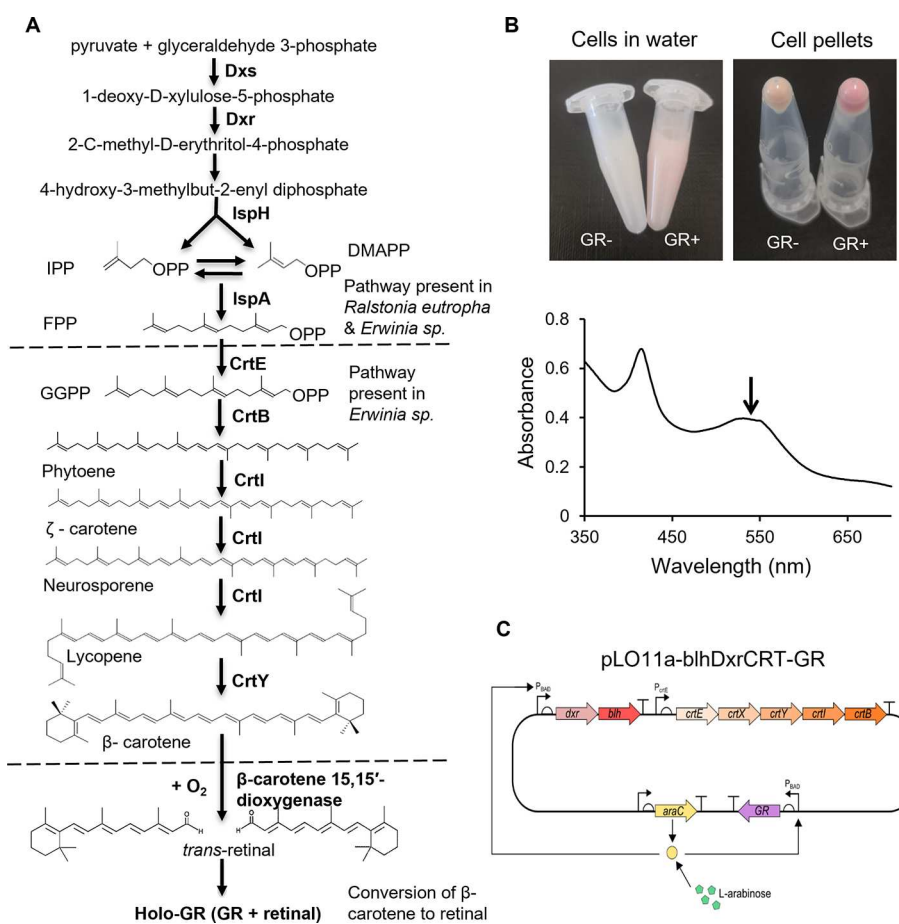 A
pyruvate + glyceraldehyde 3-phosphate
Dxs
1-deoxy-D-xylulose-5-phosphate
Dxr
2-C-methyl-D-erythritol-4-phosphate
4-hydroxy-3-methylbut-2-enyl diphosphate
IspH
IPP
OPP
DMAPP
OPP
IspA
Pathway present in
Ralstonia eutropha
& Erwinia sp.
FPP
OPP
CrtE
GGPP
OPP
Pathway
present in
Erwinia sp.
CrtB
Phytoene
CrtI
ζ - carotene
CrtI
Neurosporene
CrtI
Lycopene
CrtY
β- carotene
+ O2
β-carotene 15,15′-
dioxygenase
O
H
O
H
trans-retinal
Holo-GR (GR + retinal)
Conversion of β-
carotene to retinal
B
Cells in water
Cell pellets
GR-
GR+
GR-
GR+
Absorbance
0.8
0.6
0.4
0.2
0
350
450
550
650
Wavelength (nm)
C
pLO11a-blhDxrCRT-GR
PBAD
PcrtE
dxr
blh
crtE
crtX
crtY
crtI
crtB
PBAD
araC
GR
L-arabinose